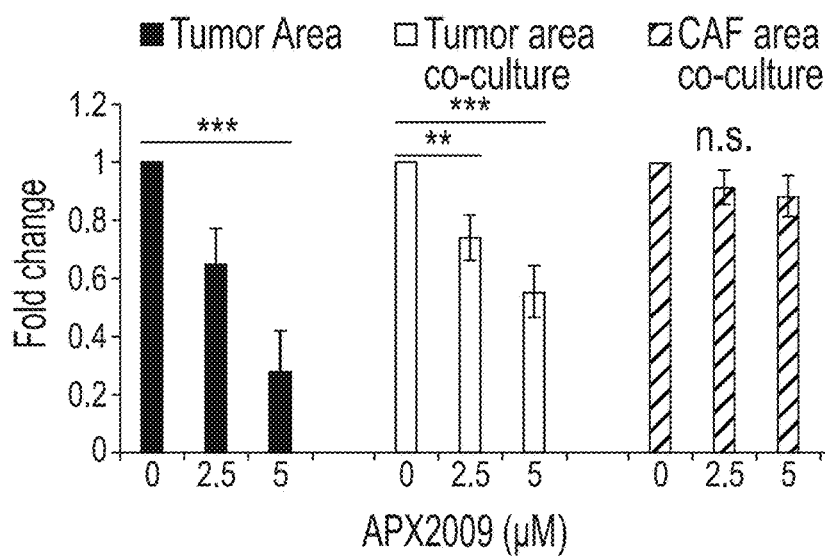 Tumor Area
Tumor area
co-culture
CAF area
co-culture
Fold change
1.2
1
0.8
0.6
0.4
0.2
0
***
***
**
n.s.
0 2.5 5 0 2.5 5 0 2.5 5
APX2009 (µM)